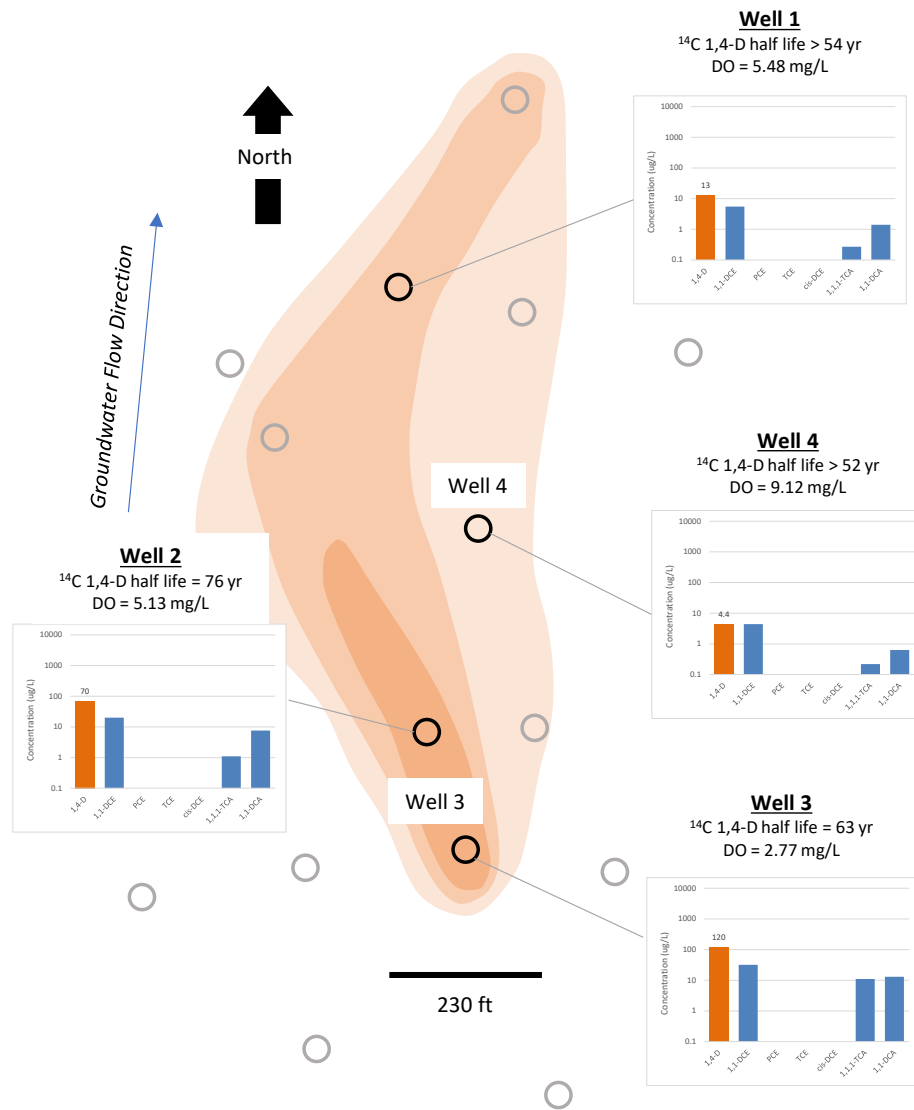 Well 1
¹⁴C 1,4-D half life > 54 yr
DO = 5.48 mg/L
10000
1000
100
10
1
0.1
Concentration (ug/L)
13
1,4-D
1,1-DCE
PCE
TCE
cis-DCE
1,1,1-TCA
1,1-DCA
North
Groundwater Flow Direction
Well 4
Well 4
¹⁴C 1,4-D half life > 52 yr
DO = 9.12 mg/L
10000
1000
100
10
1
0.1
Concentration (ug/L)
4.4
1,4-D
1,1-DCE
PCE
TCE
cis-DCE
1,1,1-TCA
1,1-DCA
Well 2
¹⁴C 1,4-D half life = 76 yr
DO = 5.13 mg/L
10000
1000
100
10
1
0.1
Concentration (ug/L)
70
1,4-D
1,1-DCE
PCE
TCE
cis-DCE
1,1,1-TCA
1,1-DCA
Well 3
Well 3
¹⁴C 1,4-D half life = 63 yr
DO = 2.77 mg/L
10000
1000
100
10
1
0.1
Concentration (ug/L)
120
1,4-D
1,1-DCE
PCE
TCE
cis-DCE
1,1,1-TCA
1,1-DCA
230 ft